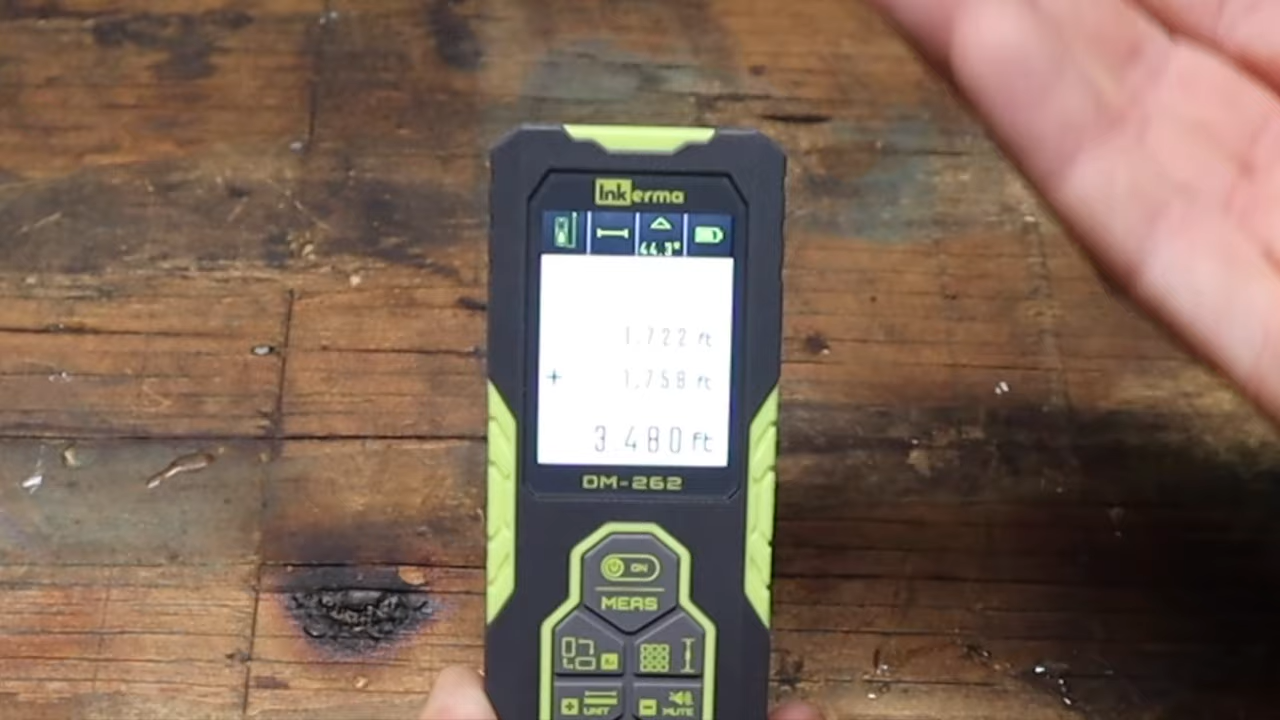 Inkerma
44.3°
1.722 ft
+ 1.758 ft
3.480 ft
DM-262
ON
MEAS
+ UNIT
- MUTE